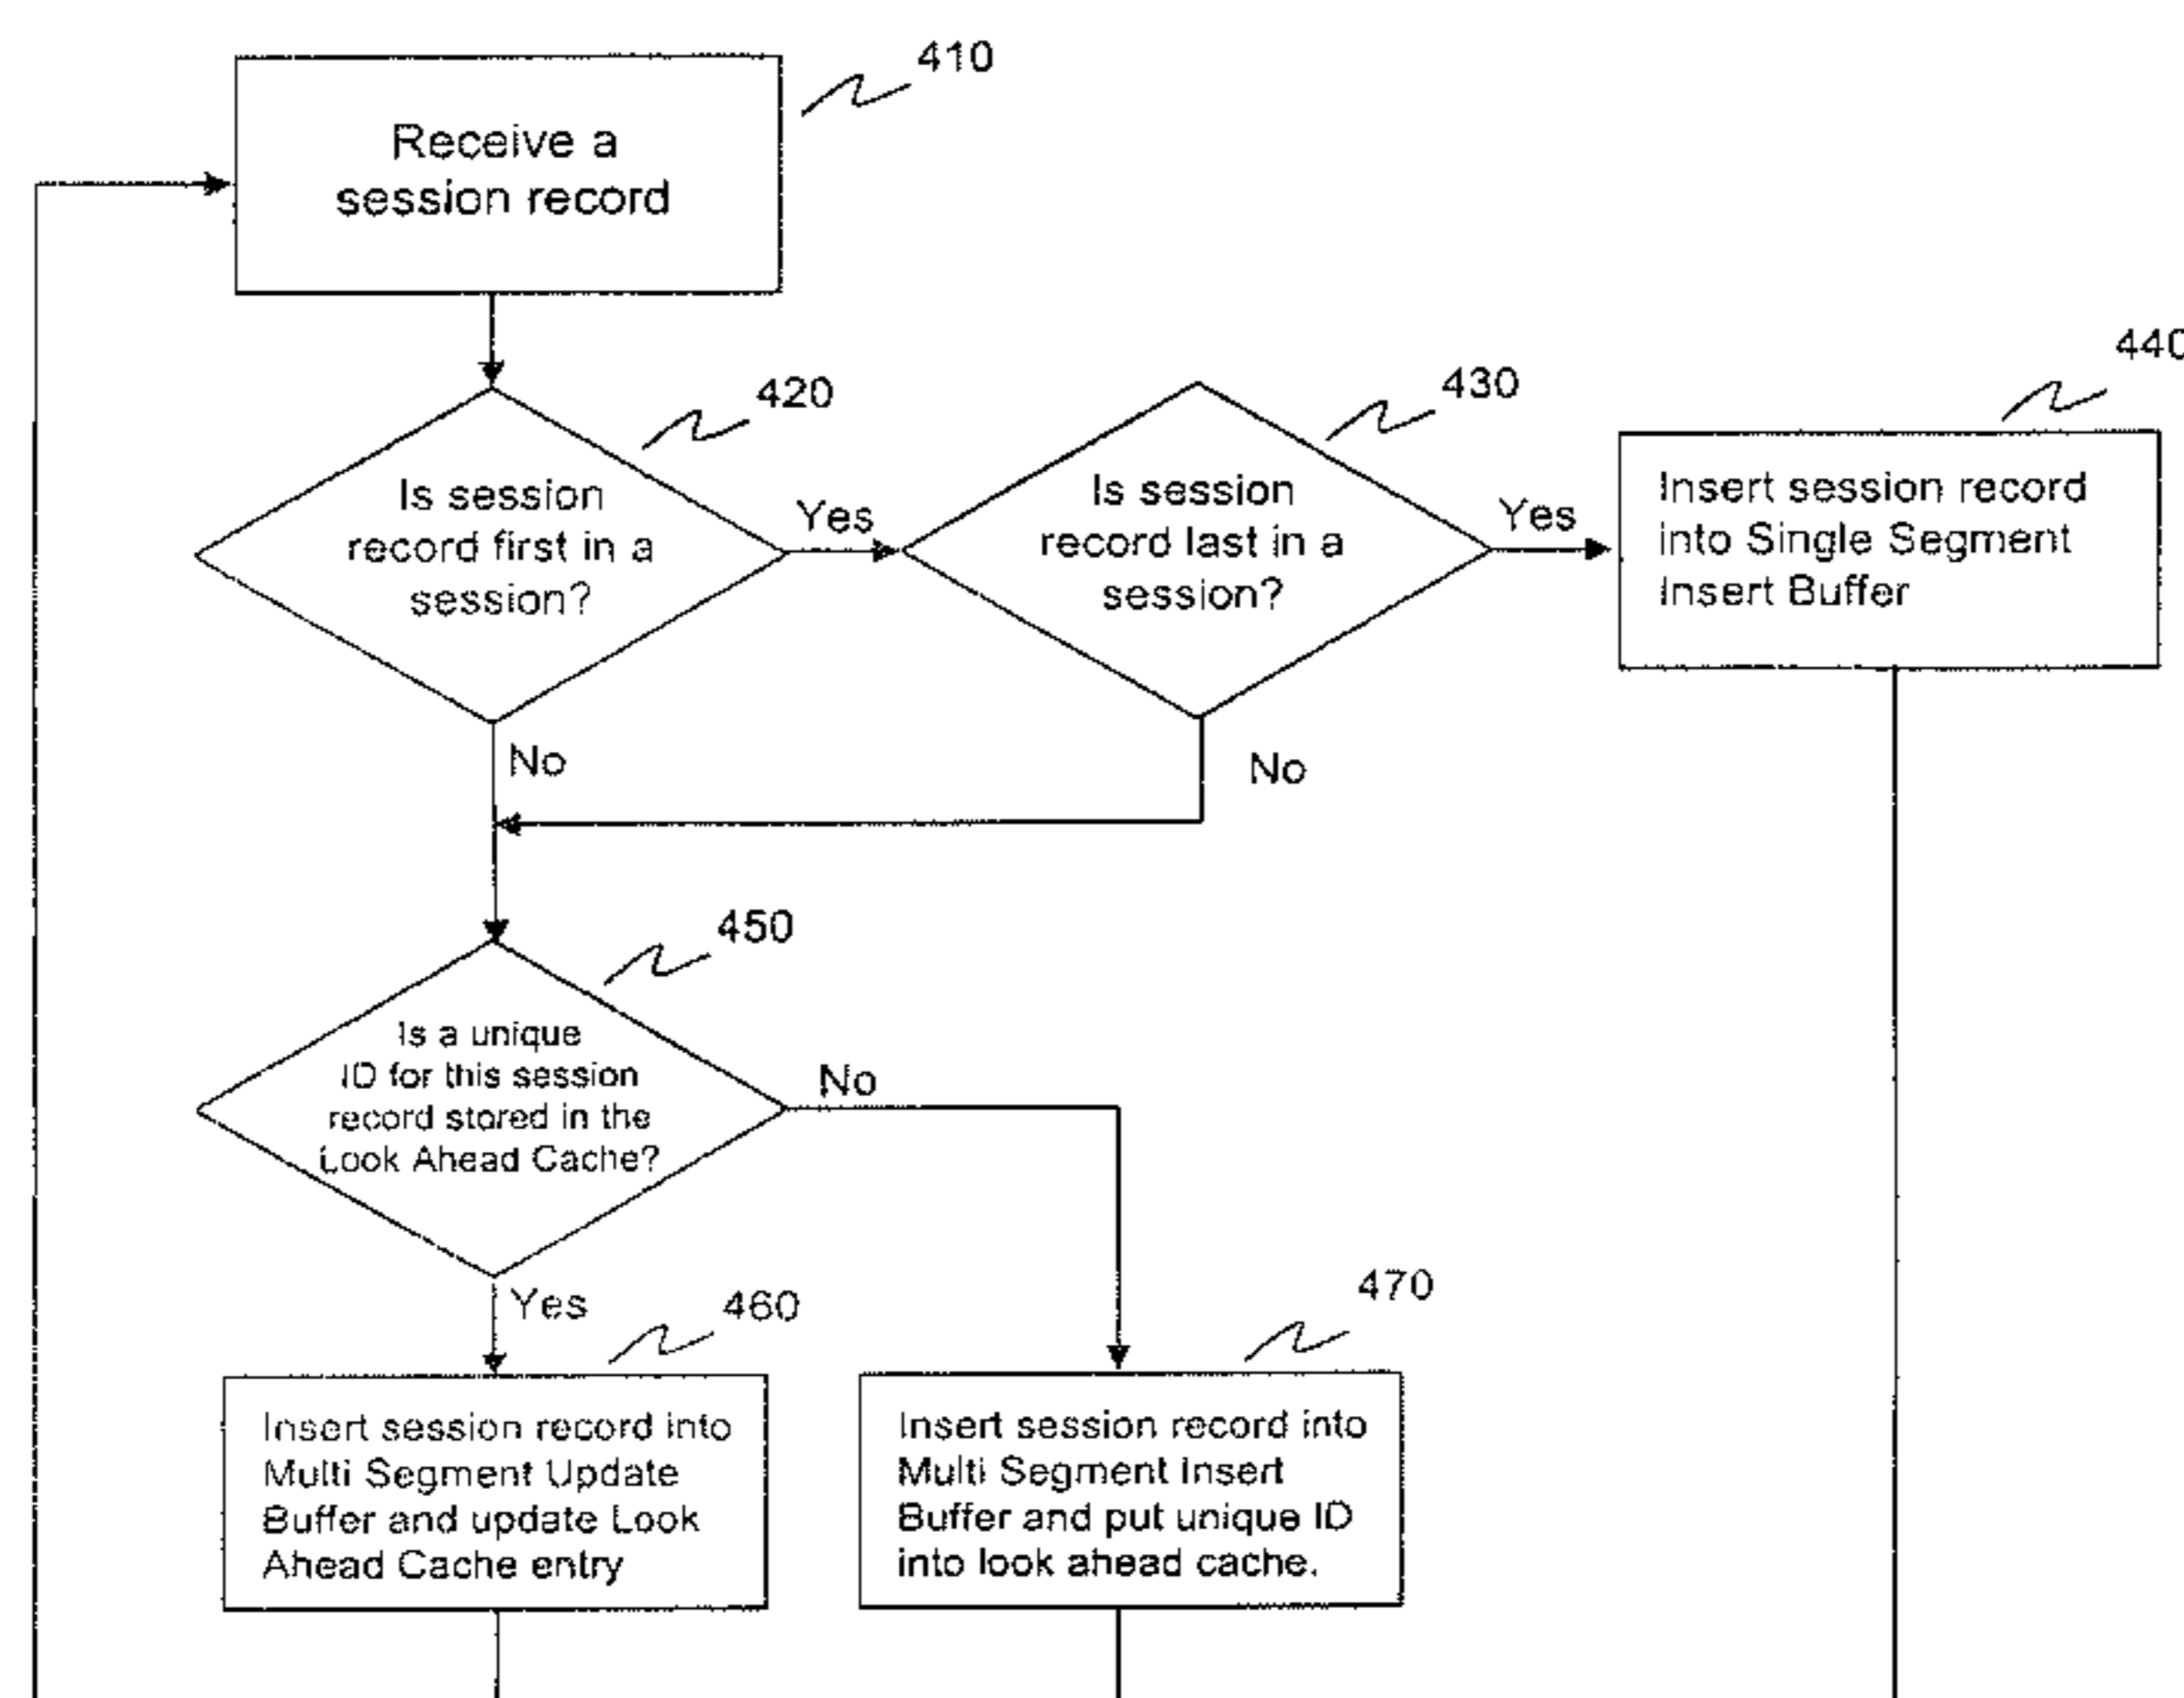 410
Receive a
session record
440
430
420
Is session
record first in a
session?
Yes
Is session
record last in a
session?
Yes
Insert session record
into Single Segment
Insert Buffer
No
No
450
Is a unique
ID for this session
record stored in the
Look Ahead Cache?
No
Yes
460
470
Insert session record into
Multi Segment Update
Buffer and update Look
Ahead Cache entry
Insert session record into
Multi Segment Insert
Buffer and put unique ID
into look ahead cache.